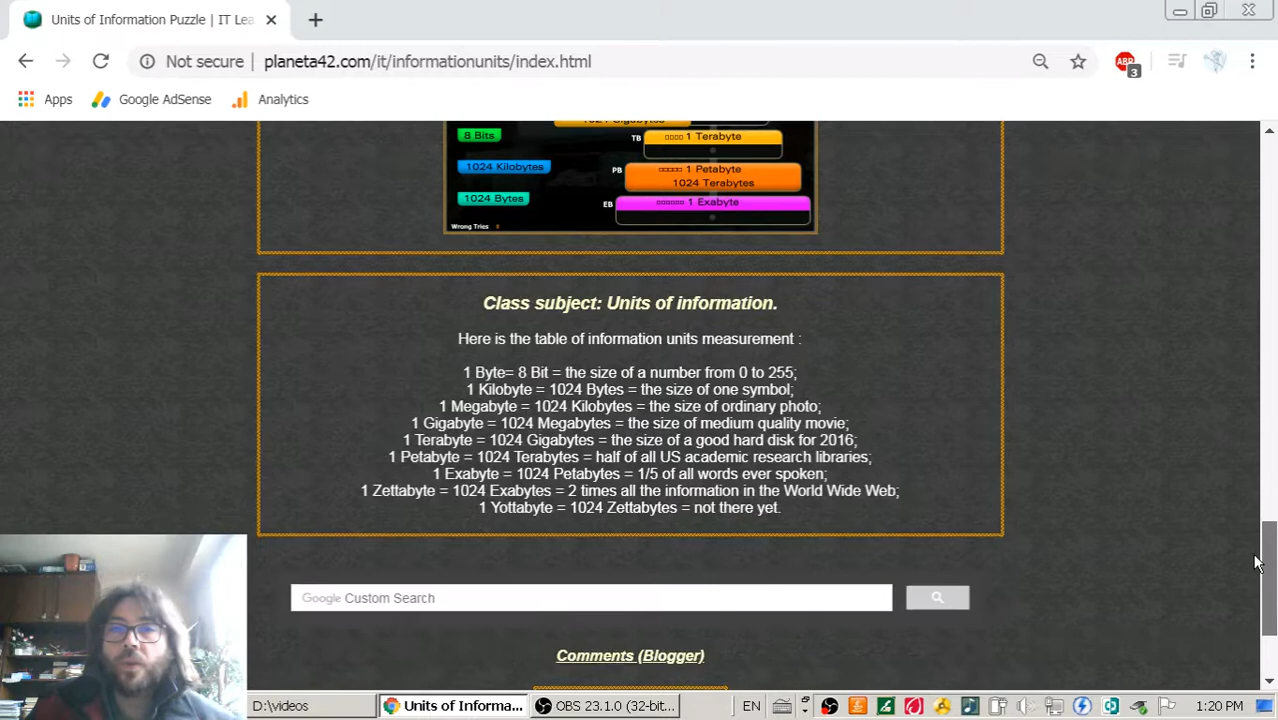 Units of Information Puzzle | IT Lea
Not secure | planeta42.com/it/informationunits/index.html
ABP
3
Apps Google AdSense Analytics
8 Bits
TB 1 Terabyte
1024 Kilobytes
PB 1 Petabyte
1024 Terabytes
1024 Bytes
EB 1 Exabyte
Wrong Tries
Class subject: Units of information.
Here is the table of information units measurement :
1 Byte= 8 Bit = the size of a number from 0 to 255;
1 Kilobyte = 1024 Bytes = the size of one symbol;
1 Megabyte = 1024 Kilobytes = the size of ordinary photo;
1 Gigabyte = 1024 Megabytes = the size of medium quality movie;
1 Terabyte = 1024 Gigabytes = the size of a good hard disk for 2016;
1 Petabyte = 1024 Terabytes = half of all US academic research libraries;
1 Exabyte = 1024 Petabytes = 1/5 of all words ever spoken;
1 Zettabyte = 1024 Exabytes = 2 times all the information in the World Wide Web;
1 Yottabyte = 1024 Zettabytes = not there yet.
Google Custom Search
Comments (Blogger)
D:\videos Units of Informa... OBS 23.1.0 (32-bit... EN 1:20 PM